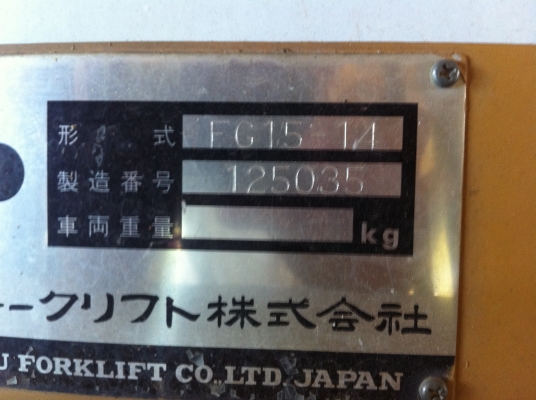 形式 FG15-14
製造番号 125035
車両重量 kg
ークリフト株式会社
U FORKLIFT CO., LTD. JAPAN